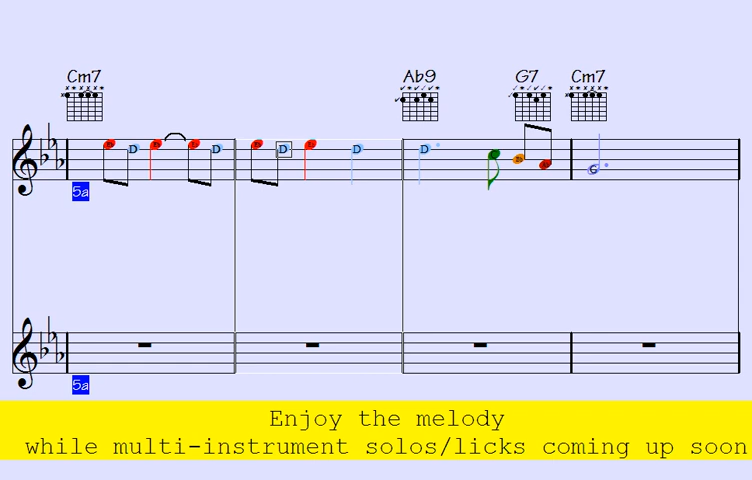 Cm7 Ab9 G7 Cm7
D D D D D D G
5a
5a
Enjoy the melody
while multi-instrument solos/licks coming up soon